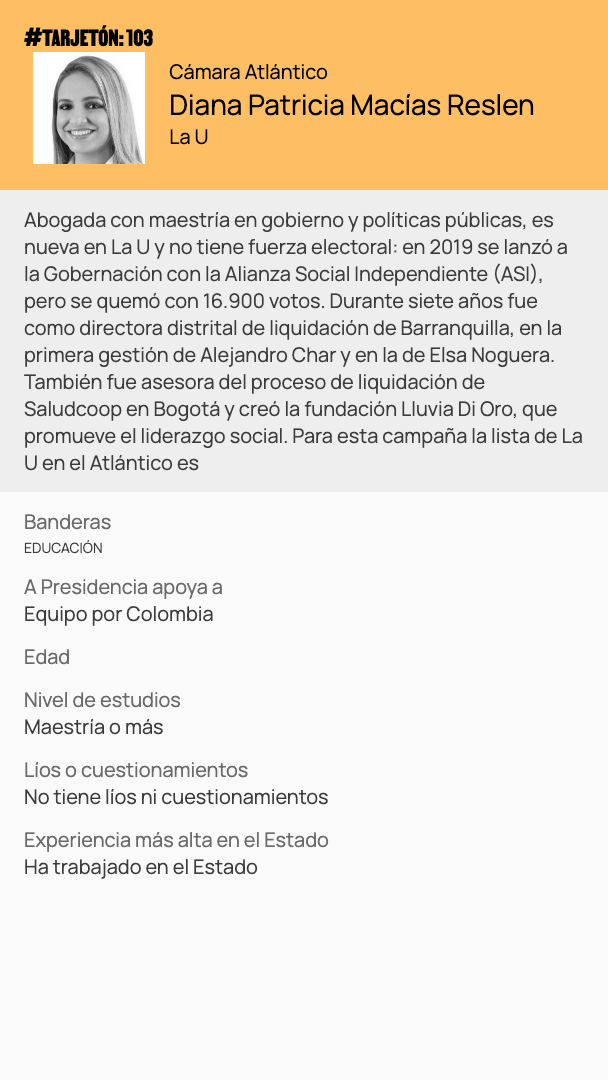 #TARJETÓN: 103
Cámara Atlántico
Diana Patricia Macías Reslen
La U
Abogada con maestría en gobierno y políticas públicas, es
nueva en La U y no tiene fuerza electoral: en 2019 se lanzó a
la Gobernación con la Alianza Social Independiente (ASI),
pero se quemó con 16.900 votos. Durante siete años fue
como directora distrital de liquidación de Barranquilla, en la
primera gestión de Alejandro Char y en la de Elsa Noguera.
También fue asesora del proceso de liquidación de
Saludcoop en Bogotá y creó la fundación Lluvia Di Oro, que
promueve el liderazgo social. Para esta campaña la lista de La
U en el Atlántico es
Banderas
EDUCACIÓN
A Presidencia apoya a
Equipo por Colombia
Edad
Nivel de estudios
Maestría o más
Líos o cuestionamientos
No tiene líos ni cuestionamientos
Experiencia más alta en el Estado
Ha trabajado en el Estado